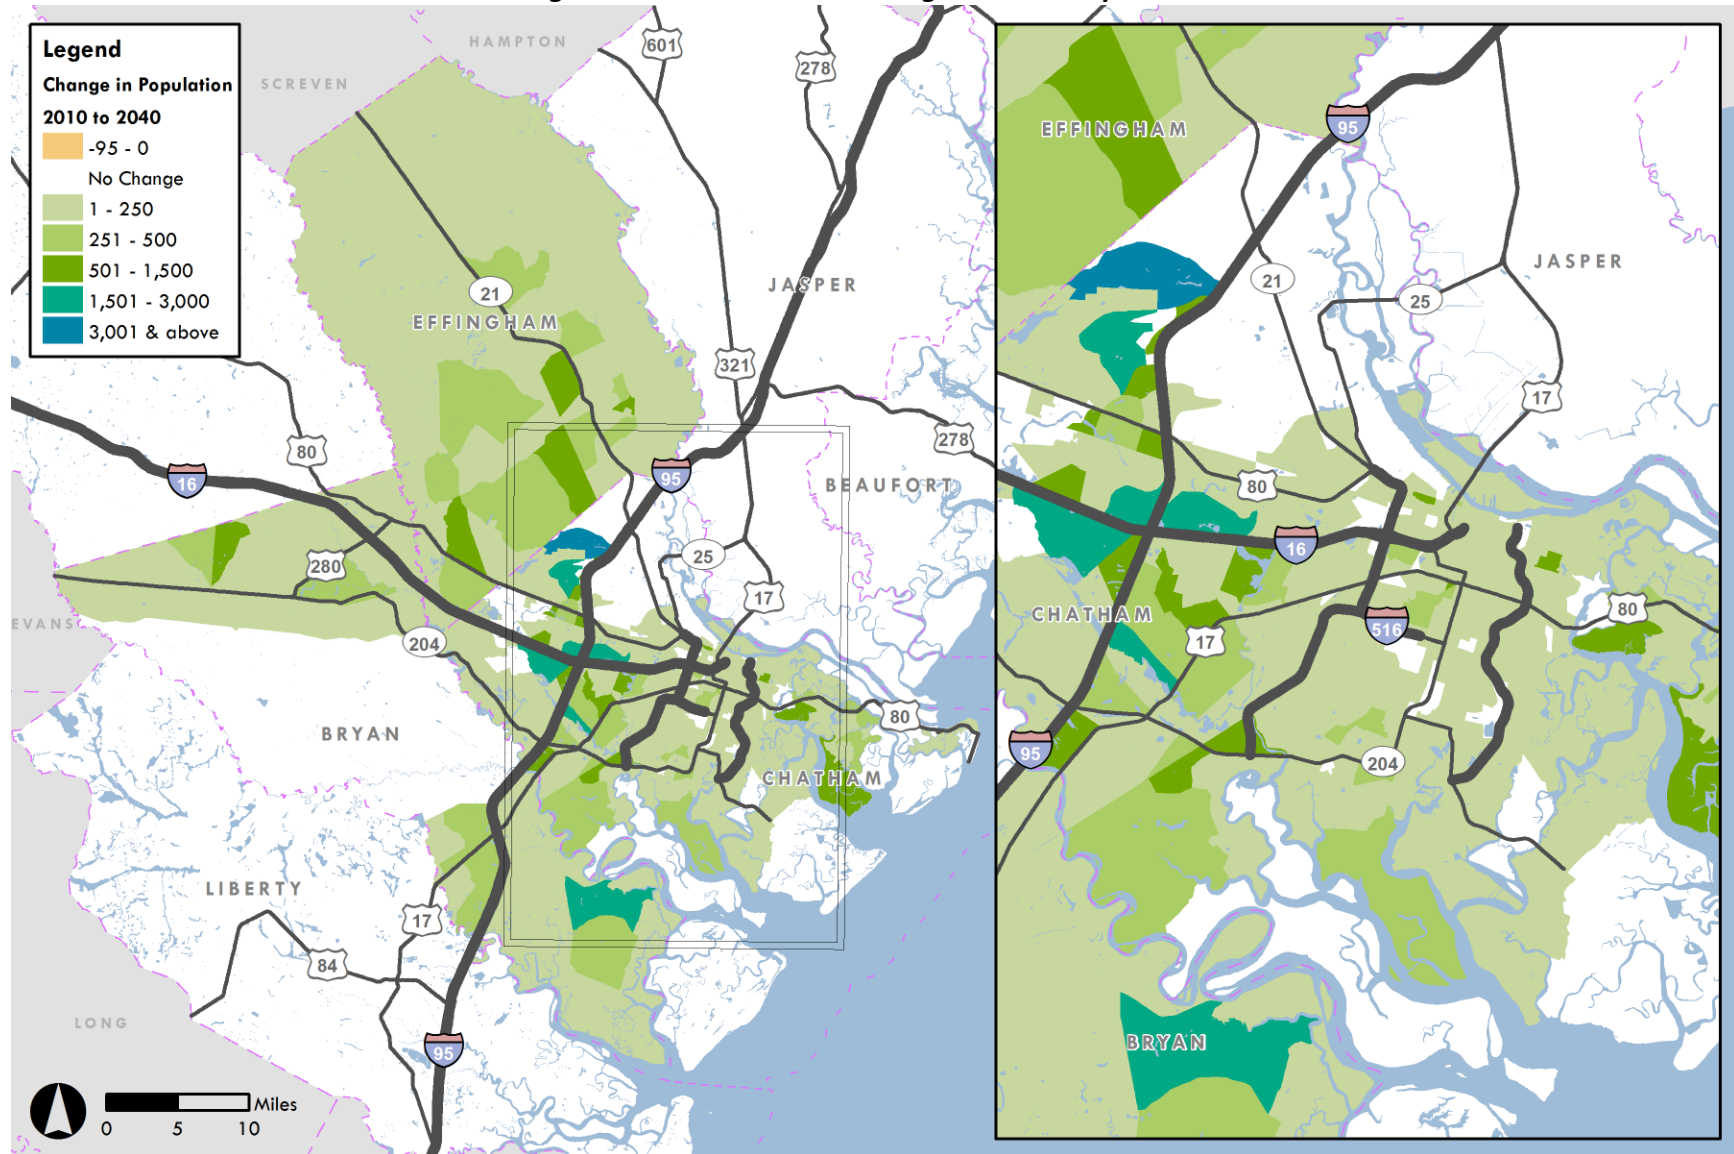 Legend
Change in Population
2010 to 2040
-95 - 0
No Change
1 - 250
251 - 500
501 - 1,500
1,501 - 3,000
3,001 & above
HAMPTON
SCREVEN
601
278
21
EFFINGHAM
JASPER
321
80
278
16
95
BEAUFORT
280
25
17
EVANS
204
BRYAN
80
CHATHAM
LIBERTY
17
84
LONG
95
Miles
0 5 10
EFFINGHAM
95
JASPER
21
25
17
80
16
CHATHAM
80
17
516
95
204
BRYAN